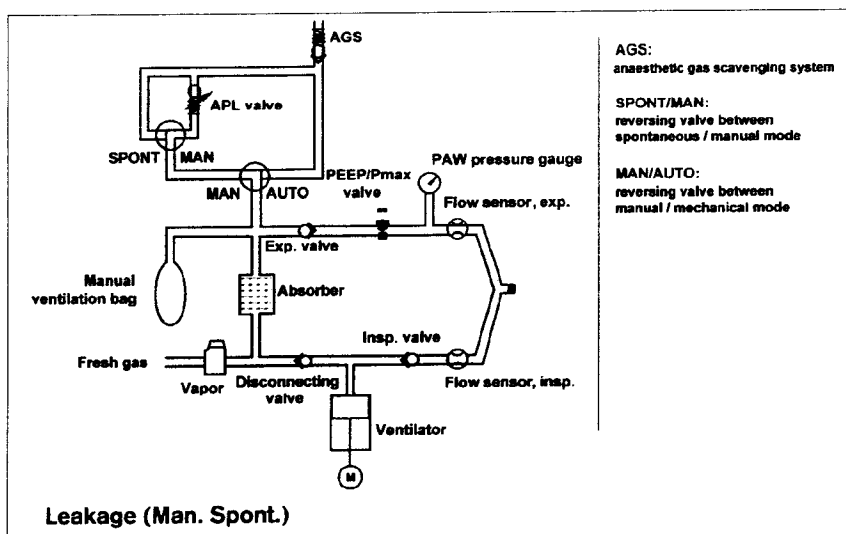 AGS
APL valve
SPONT MAN
MAN AUTO
PEEP/Pmax
valve
PAW pressure gauge
Flow sensor, exp.
Exp. valve
Manual
ventilation bag
Absorber
Insp. valve
Fresh gas
Vapor
Disconnecting
valve
Flow sensor, insp.
Ventilator
M
Leakage (Man. Spont.)
AGS:
anaesthetic gas scavenging system
SPONT/MAN:
reversing valve between
spontaneous / manual mode
MAN/AUTO:
reversing valve between
manual / mechanical mode